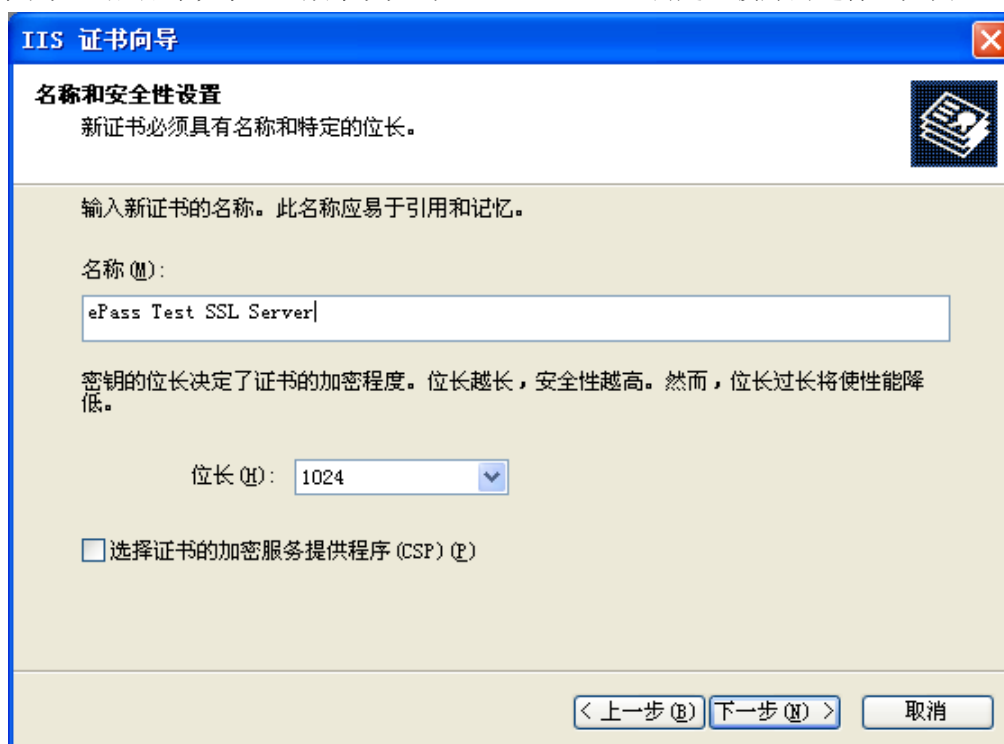 IIS 证书向导
名称和安全性设置
新证书必须具有名称和特定的位长。
输入新证书的名称。此名称应易于引用和记忆。
名称(M):
ePass Test SSL Server
密钥的位长决定了证书的加密程度。位长越长，安全性越高。然而，位长过长将使性能降
低。
位长(H): 1024
选择证书的加密服务提供程序(CSP)(P)
< 上一步(B) 下一步(N) > 取消